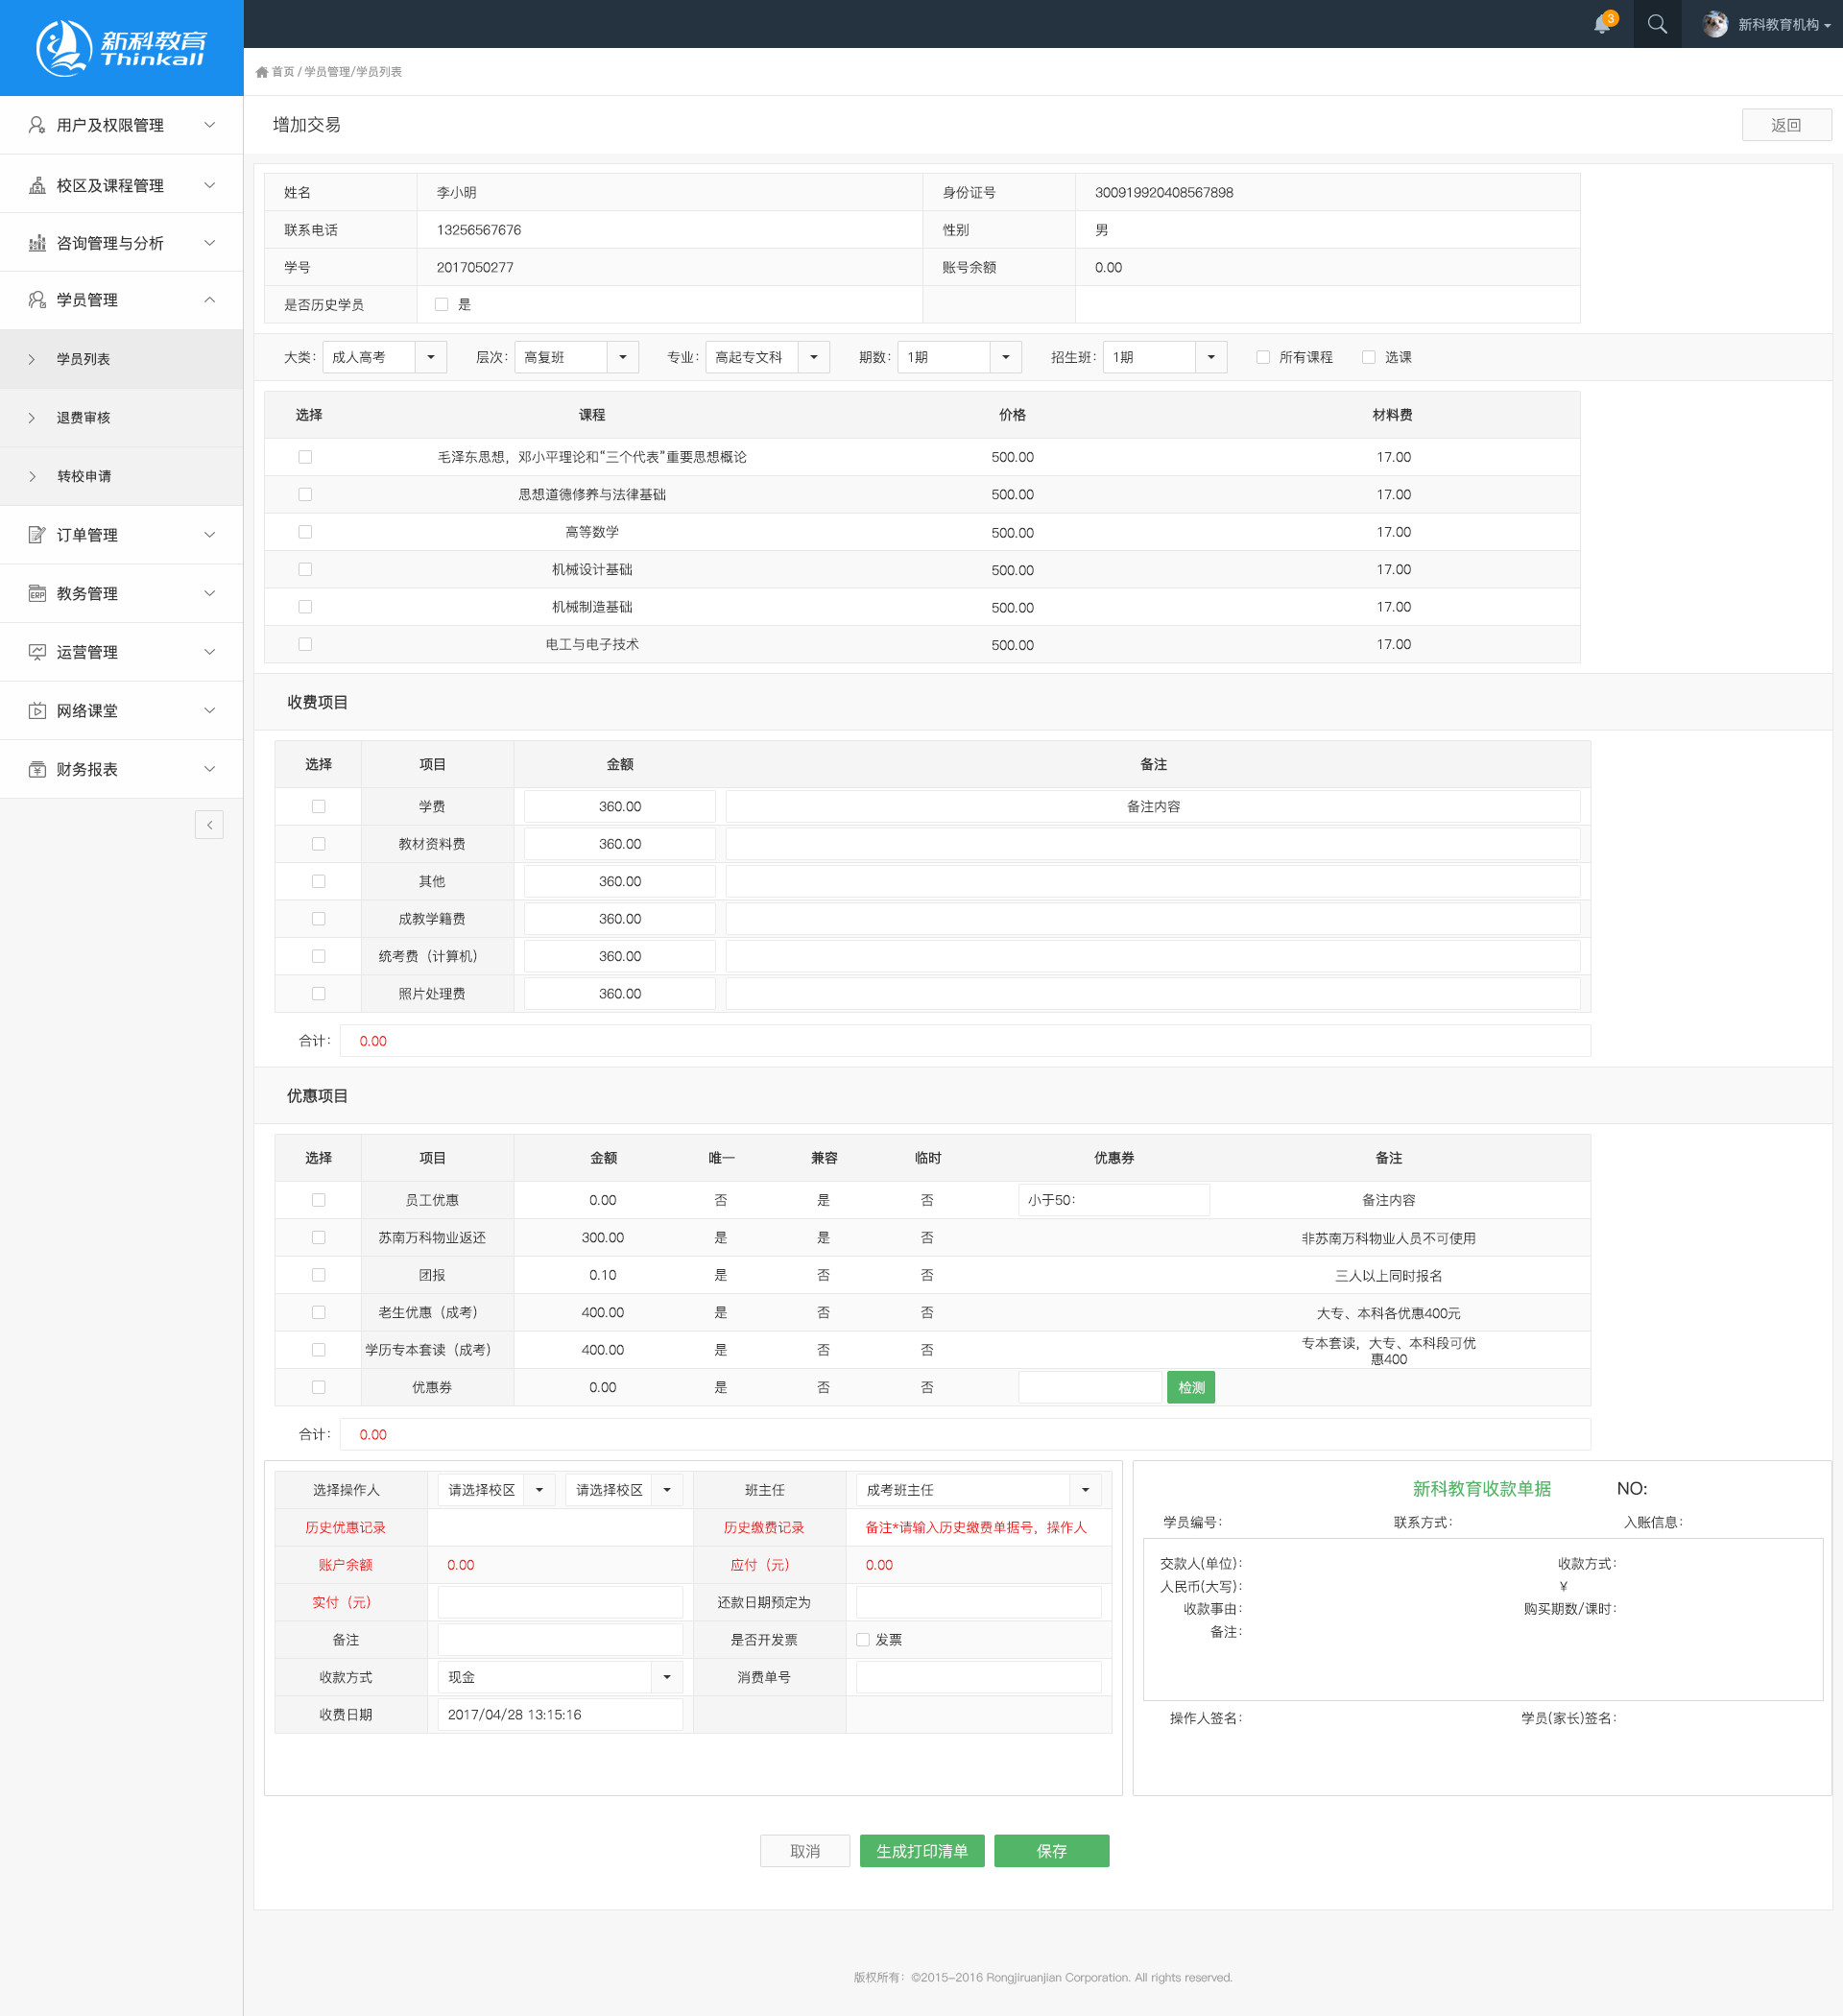 新科教育
Thinkall
3
新科教育机构
首页 / 学员管理/学员列表
用户及权限管理
校区及课程管理
咨询管理与分析
学员管理
学员列表
退费审核
转校申请
订单管理
ERP 教务管理
运营管理
网络课堂
财务报表
增加交易 返回
姓名 李小明 身份证号 300919920408567898
联系电话 13256567676 性别 男
学号 2017050277 账号余额 0.00
是否历史学员 是
大类： 成人高考 层次： 高复班 专业： 高起专文科 期数： 1期 招生班： 1期 所有课程 选课
选择 课程 价格 材料费
毛泽东思想，邓小平理论和“三个代表”重要思想概论 500.00 17.00
思想道德修养与法律基础 500.00 17.00
高等数学 500.00 17.00
机械设计基础 500.00 17.00
机械制造基础 500.00 17.00
电工与电子技术 500.00 17.00
收费项目
选择 项目 金额 备注
学费 360.00 备注内容
教材资料费 360.00
其他 360.00
成教学籍费 360.00
统考费（计算机） 360.00
照片处理费 360.00
合计： 0.00
优惠项目
选择 项目 金额 唯一 兼容 临时 优惠券 备注
员工优惠 0.00 否 是 否 小于50： 备注内容
苏南万科物业返还 300.00 是 是 否 非苏南万科物业人员不可使用
团报 0.10 是 否 否 三人以上同时报名
老生优惠（成考） 400.00 是 否 否 大专、本科各优惠400元
学历专本套读（成考） 400.00 是 否 否 专本套读，大专、本科段可优
惠400
优惠券 0.00 是 否 否 检测
合计： 0.00
选择操作人 请选择校区 请选择校区 班主任 成考班主任
历史优惠记录 历史缴费记录 备注*请输入历史缴费单据号，操作人
账户余额 0.00 应付（元） 0.00
实付（元） 还款日期预定为
备注 是否开发票 发票
收款方式 现金 消费单号
收费日期 2017/04/28 13:15:16
新科教育收款单据 NO:
学员编号： 联系方式： 入账信息：
交款人(单位)： 收款方式：
人民币(大写)： ￥
收款事由： 购买期数/课时：
备注：
操作人签名： 学员(家长)签名：
取消 生成打印清单 保存
版权所有：©2015-2016 Rongjiruanjian Corporation. All rights reserved.